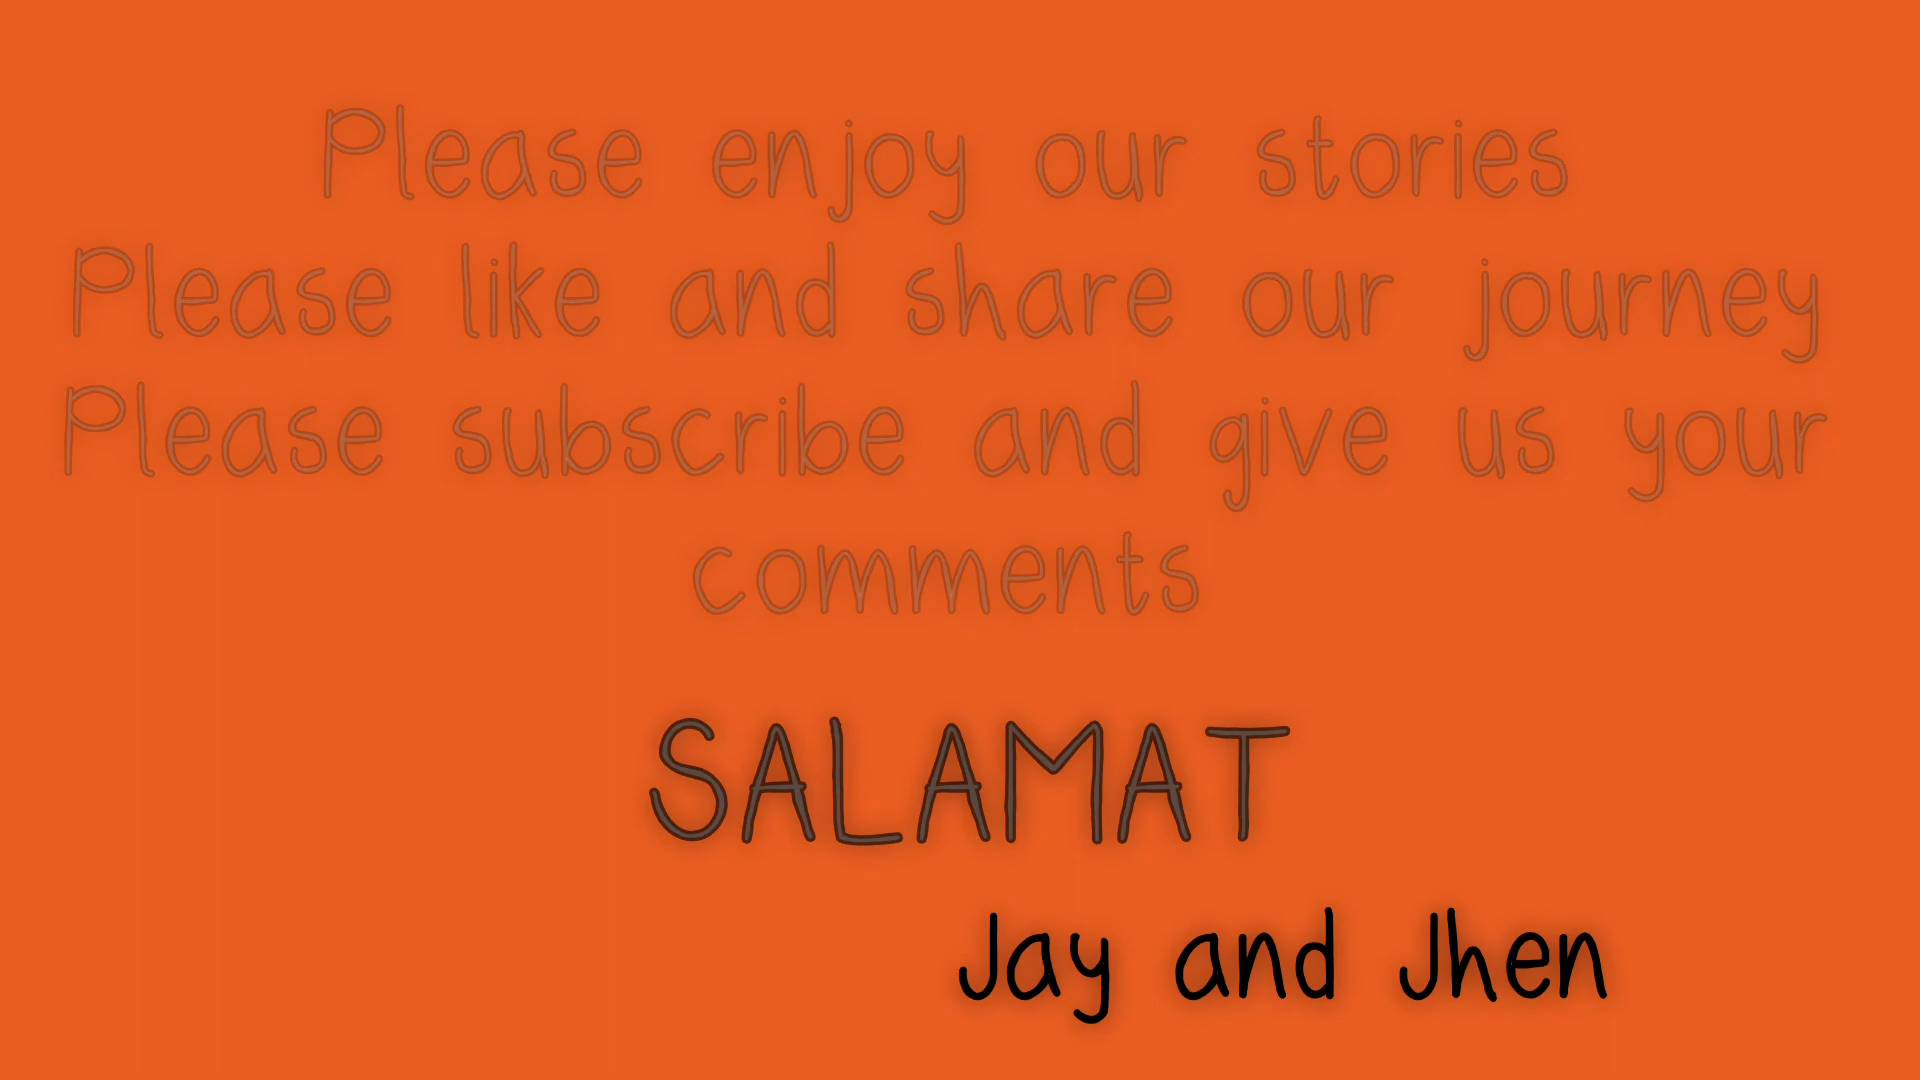 Please enjoy our stories
Please like and share our journey
Please subscribe and give us your
comments
SALAMAT
Jay and Jhen